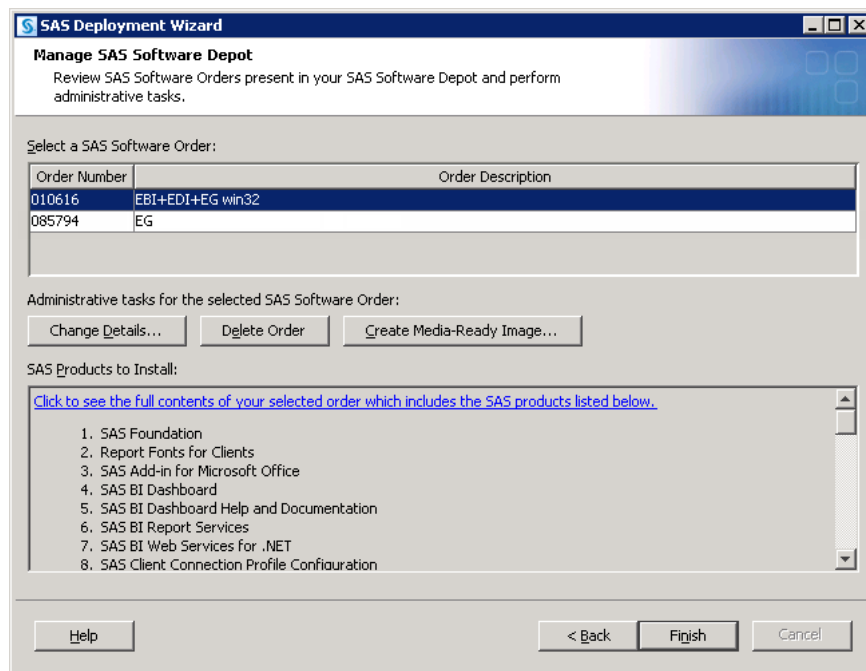 SAS Deployment Wizard
Manage SAS Software Depot
Review SAS Software Orders present in your SAS Software Depot and perform
administrative tasks.
Select a SAS Software Order:
Order Number Order Description
010616 EBI+EDI+EG win32
085794 EG
Administrative tasks for the selected SAS Software Order:
Change Details... Delete Order Create Media-Ready Image...
SAS Products to Install:
Click to see the full contents of your selected order which includes the SAS products listed below.
1. SAS Foundation
2. Report Fonts for Clients
3. SAS Add-in for Microsoft Office
4. SAS BI Dashboard
5. SAS BI Dashboard Help and Documentation
6. SAS BI Report Services
7. SAS BI Web Services for .NET
8. SAS Client Connection Profile Configuration
Help < Back Finish Cancel